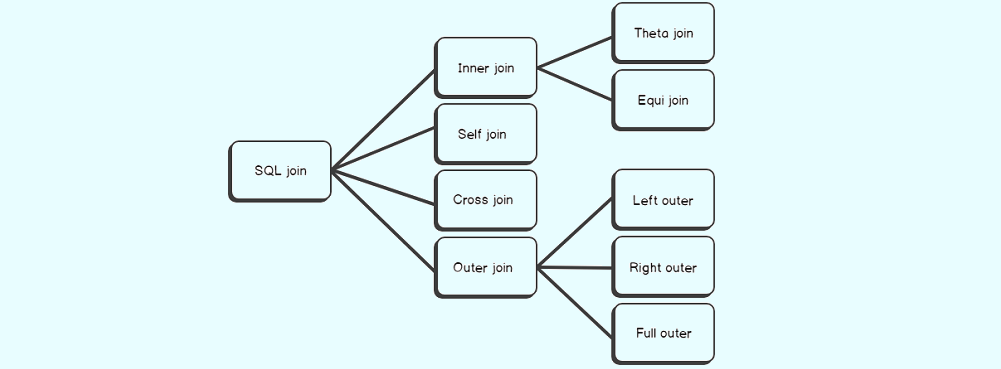 SQL join
Inner join
Self join
Cross join
Outer join
Theta join
Equi join
Left outer
Right outer
Full outer